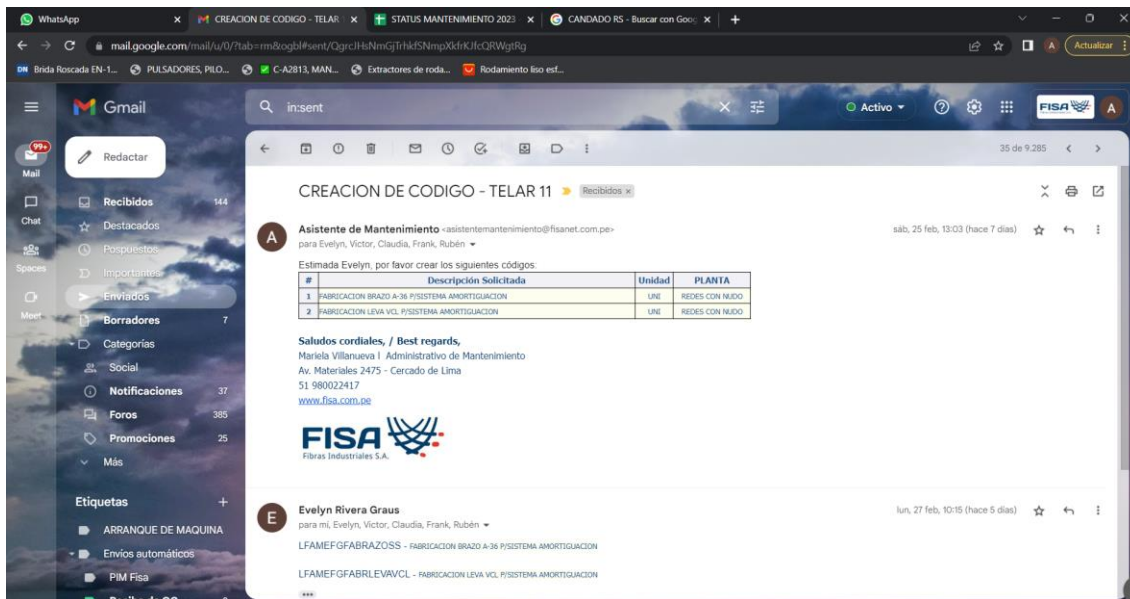 WhatsApp
CREACION DE CODIGO - TELAR 1
STATUS MANTENIMIENTO 2023
CANDADO RS - Buscar con Goog
mail.google.com/mail/u/0/?tab=rm&ogbl#sent/QgrcJHsNmGjTrhkfSNmpXkfrKJfcQRWgtRg
A
Actualizar
Brida Roscada EN-1...
PULSADORES, PILO...
C-A2813, MAN...
Extractores de roda...
Rodamiento liso esf...
Gmail
in:sent
Activo
FISA
A
99+
Mail
Chat
Spaces
Meet
Redactar
Recibidos 144
Destacados
Pospuestos
Importantes
Enviados
Borradores 7
Categorías
Social
Notificaciones 37
Foros 385
Promociones 25
Más
Etiquetas +
ARRANQUE DE MAQUINA
Envios automáticos
PIM Fisa
35 de 9.285
CREACION DE CODIGO - TELAR 11
Recibidos x
A
Asistente de Mantenimiento <asistentemantenimiento@fisanet.com.pe>
sáb, 25 feb, 13:03 (hace 7 días)
para Evelyn, Victor, Claudia, Frank, Rubén
Estimada Evelyn, por favor crear los siguientes códigos:
# Descripción Solicitada Unidad PLANTA
1 FABRICACION BRAZO A-36 P/SISTEMA AMORTIGUACION UNI REDES CON NUDO
2 FABRICACION LEVA VCL P/SISTEMA AMORTIGUACION UNI REDES CON NUDO
Saludos cordiales, / Best regards,
Mariela Villanueva I Administrativo de Mantenimiento
Av. Materiales 2475 - Cercado de Lima
51 980022417
www.fisa.com.pe
FISA
Fibras Industriales S.A.
E
Evelyn Rivera Graus
lun, 27 feb, 10:15 (hace 5 días)
para mí, Evelyn, Victor, Claudia, Frank, Rubén
LFAMEFGFABRAZOSS - FABRICACION BRAZO A-36 P/SISTEMA AMORTIGUACION
LFAMEFGFABRLEVAVCL - FABRICACION LEVA VCL P/SISTEMA AMORTIGUACION